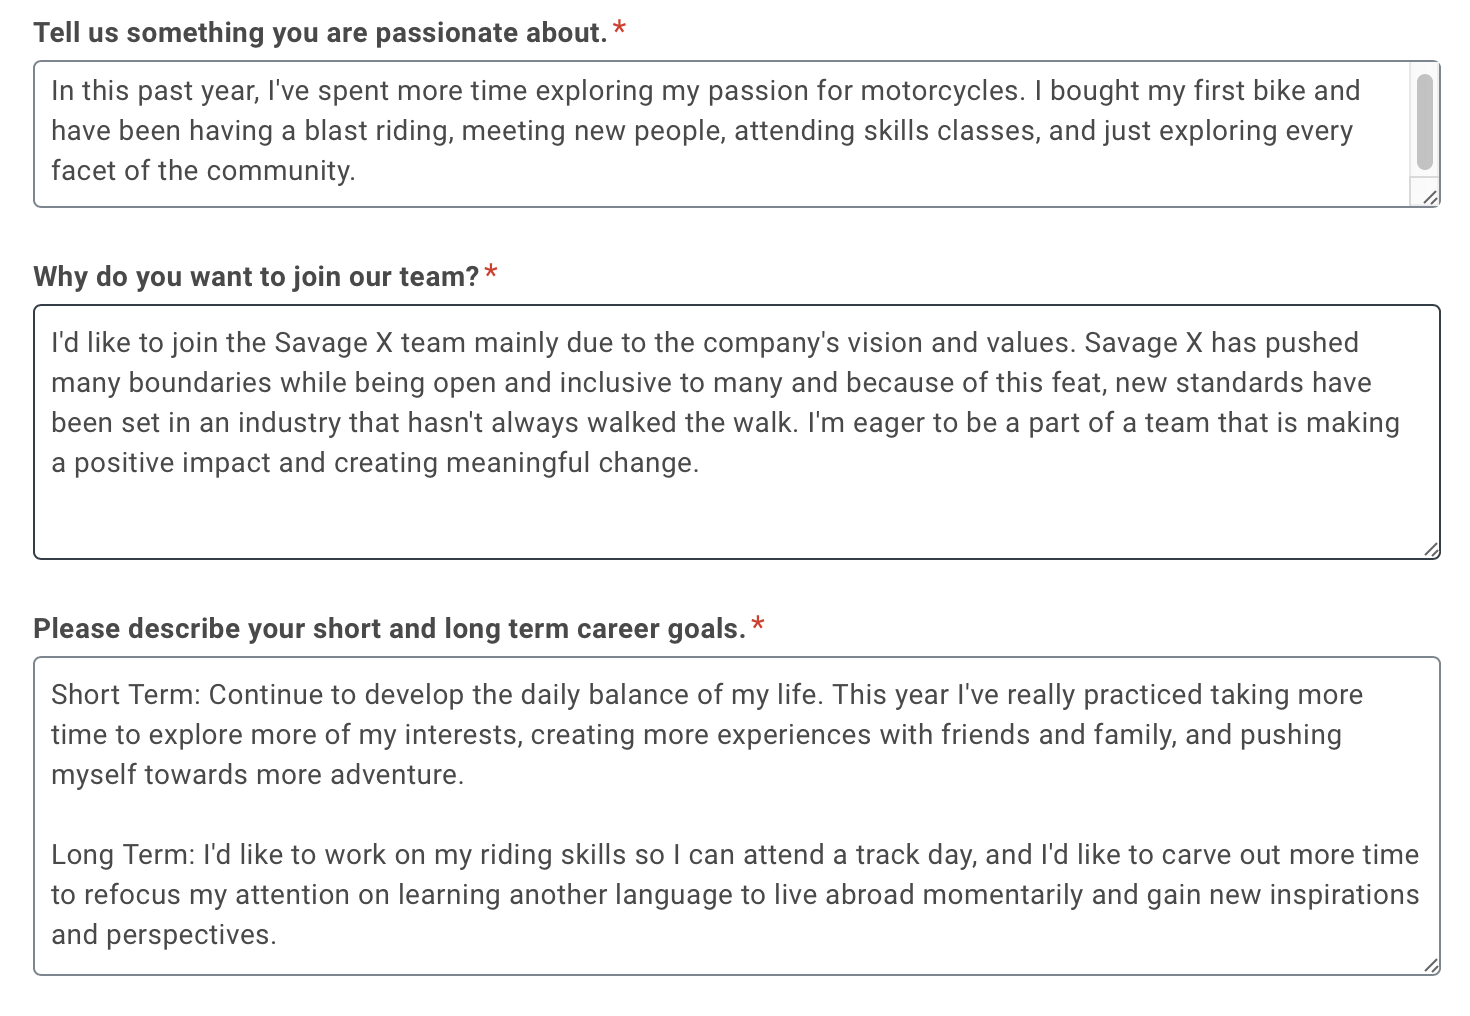 Tell us something you are passionate about.*
In this past year, I've spent more time exploring my passion for motorcycles. I bought my first bike and
have been having a blast riding, meeting new people, attending skills classes, and just exploring every
facet of the community.
Why do you want to join our team?*
I'd like to join the Savage X team mainly due to the company's vision and values. Savage X has pushed
many boundaries while being open and inclusive to many and because of this feat, new standards have
been set in an industry that hasn't always walked the walk. I'm eager to be a part of a team that is making
a positive impact and creating meaningful change.
Please describe your short and long term career goals.*
Short Term: Continue to develop the daily balance of my life. This year I've really practiced taking more
time to explore more of my interests, creating more experiences with friends and family, and pushing
myself towards more adventure.
Long Term: I'd like to work on my riding skills so I can attend a track day, and I'd like to carve out more time
to refocus my attention on learning another language to live abroad momentarily and gain new inspirations
and perspectives.